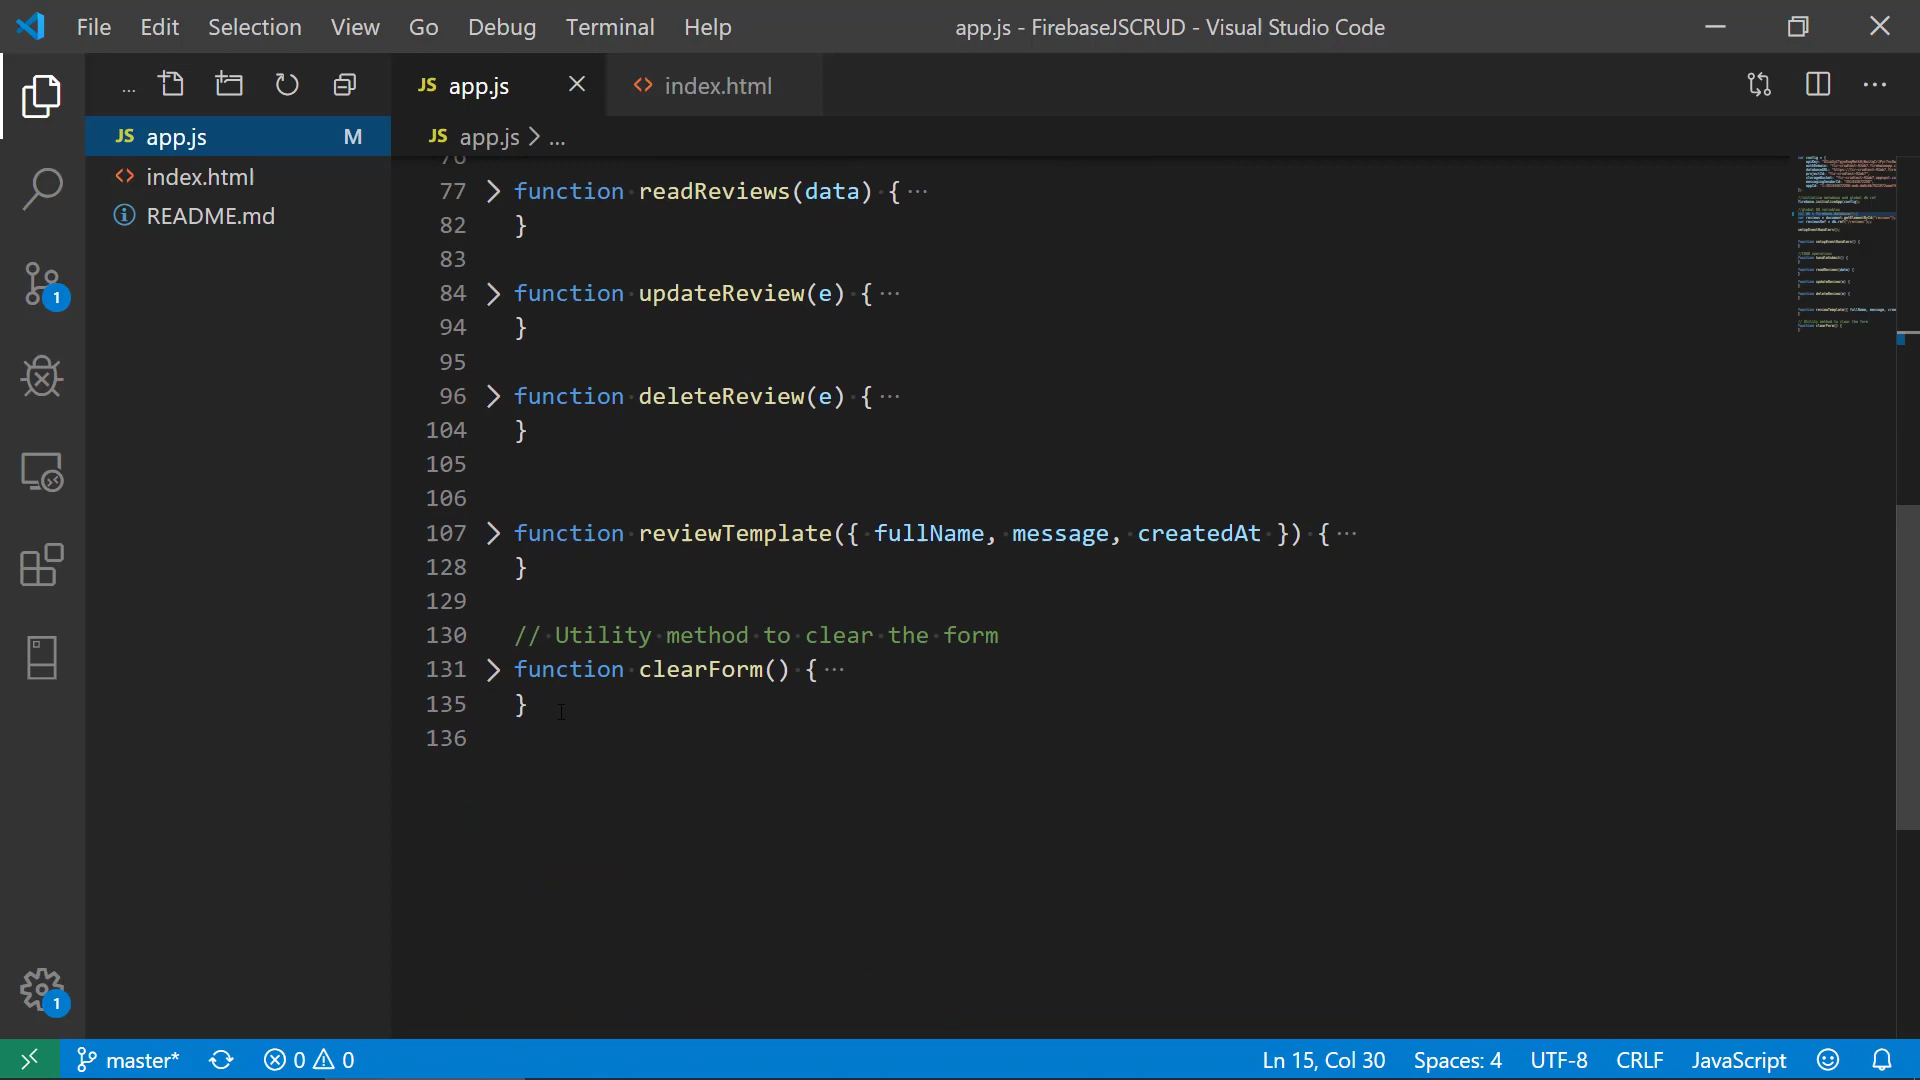 File Edit Selection View Go Debug Terminal Help app.js - FirebaseJSCRUD - Visual Studio Code
... JS app.js index.html ...
JS app.js M
index.html
README.md
JS app.js > ...
76
77 function readReviews(data) {...
82 }
83
84 function updateReview(e) {...
94 }
95
96 function deleteReview(e) {...
104 }
105
106
107 function reviewTemplate({ fullName, message, createdAt }) {...
128 }
129
130 // Utility method to clear the form
131 function clearForm() {...
135 }
136
1
1
master* 0 0 Ln 15, Col 30 Spaces: 4 UTF-8 CRLF JavaScript